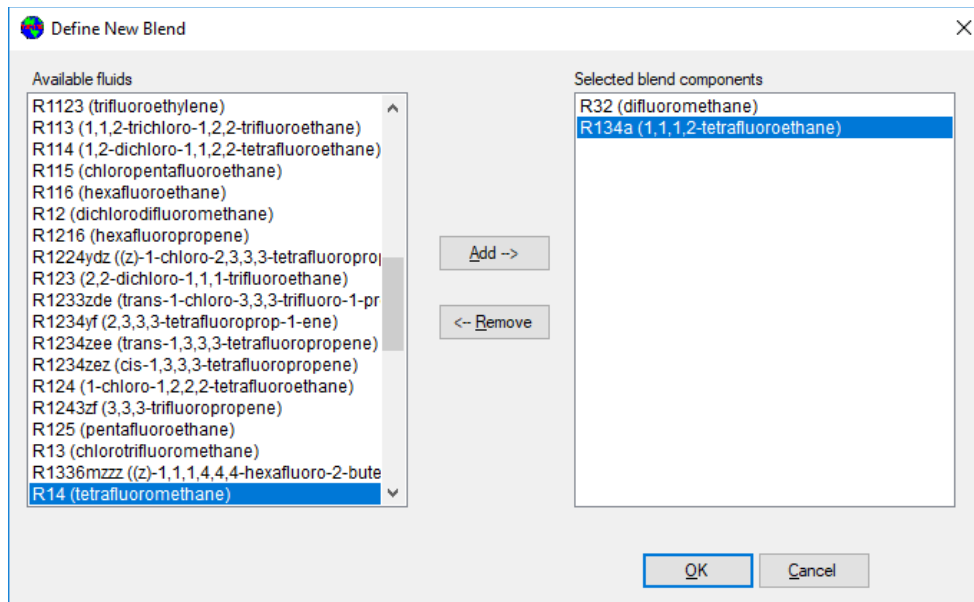 Define New Blend
Available fluids
R1123 (trifluoroethylene)
R113 (1,1,2-trichloro-1,2,2-trifluoroethane)
R114 (1,2-dichloro-1,1,2,2-tetrafluoroethane)
R115 (chloropentafluoroethane)
R116 (hexafluoroethane)
R12 (dichlorodifluoromethane)
R1216 (hexafluoropropene)
R1224ydz ((z)-1-chloro-2,3,3,3-tetrafluoroprop
R123 (2,2-dichloro-1,1,1-trifluoroethane)
R1233zde (trans-1-chloro-3,3,3-trifluoro-1-pr
R1234yf (2,3,3,3-tetrafluoroprop-1-ene)
R1234zee (trans-1,3,3,3-tetrafluoropropene)
R1234zez (cis-1,3,3,3-tetrafluoropropene)
R124 (1-chloro-1,2,2,2-tetrafluoroethane)
R1243zf (3,3,3-trifluoropropene)
R125 (pentafluoroethane)
R13 (chlorotrifluoromethane)
R1336mzzz ((z)-1,1,1,4,4,4-hexafluoro-2-bute
R14 (tetrafluoromethane)
Add -->
<-- Remove
Selected blend components
R32 (difluoromethane)
R134a (1,1,1,2-tetrafluoroethane)
OK
Cancel